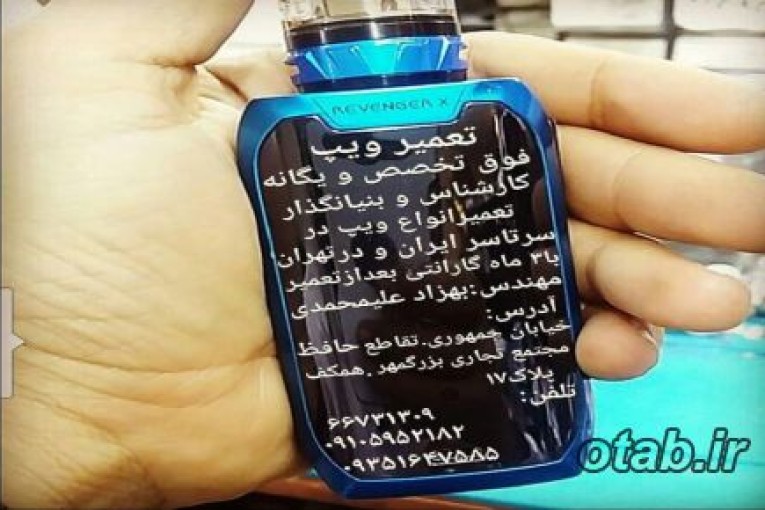 REVENGER X
تعمیر ویپ
فوق تخصص و یگانه
کارشناس و بنیانگذار
تعمیرانواع ویپ در
سرتاسر ایران و درتهران
با۳ ماه گارانتی بعدازتعمیر
مهندس:بهزاد علیمحمدی
آدرس:
خیابان جمهوری.تقاطع حافظ
مجتمع تجاری بزرگمهر .همکف
پلاک۱۷
تلفن:
۶۶۷۳۱۳۰۹
۰۹۱۰۵۹۵۲۱۸۲
۰۹۳۵۱۶۴۷۵۸۵
otab.ir